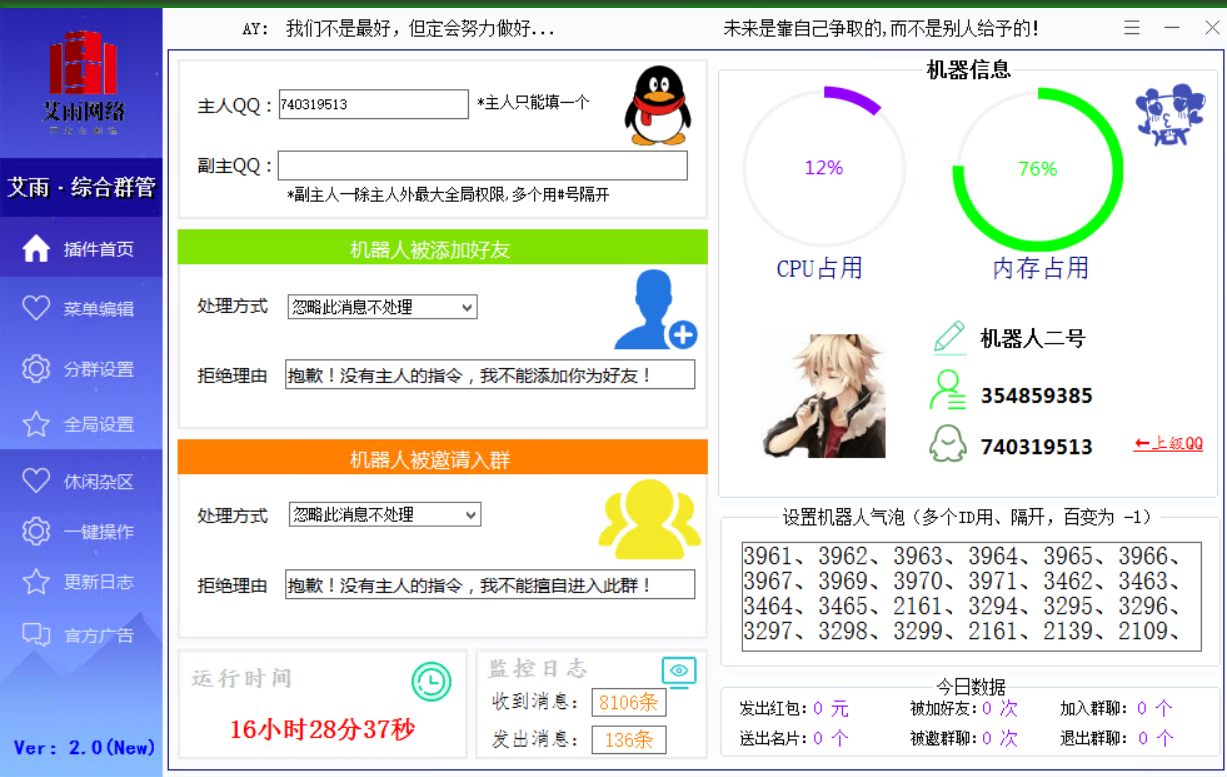 AY: 我们不是最好，但定会努力做好...
未来是靠自己争取的,而不是别人给予的!
艾雨网络
艾雨·综合群管
插件首页
菜单编辑
分群设置
全局设置
休闲杂区
一键操作
更新日志
官方广告
Ver: 2.0(New)
主人QQ：740319513 *主人只能填一个
副主QQ：
*副主人—除主人外最大全局权限,多个用#号隔开
机器人被添加好友
处理方式 忽略此消息不处理
拒绝理由 抱歉！没有主人的指令，我不能添加你为好友！
机器人被邀请入群
处理方式 忽略此消息不处理
拒绝理由 抱歉！没有主人的指令，我不能擅自进入此群！
运行时间
16小时28分37秒
监控日志
收到消息: 8106条
发出消息: 136条
机器信息
12% 76%
CPU占用 内存占用
机器人二号
354859385
740319513 ←上级QQ
设置机器人气泡（多个ID用、隔开，百变为 -1）
3961、3962、3963、3964、3965、3966、
3967、3969、3970、3971、3462、3463、
3464、3465、2161、3294、3295、3296、
3297、3298、3299、2161、2139、2109、
今日数据
发出红包: 0 元 被加好友: 0 次 加入群聊: 0 个
送出名片: 0 个 被邀群聊: 0 次 退出群聊: 0 个